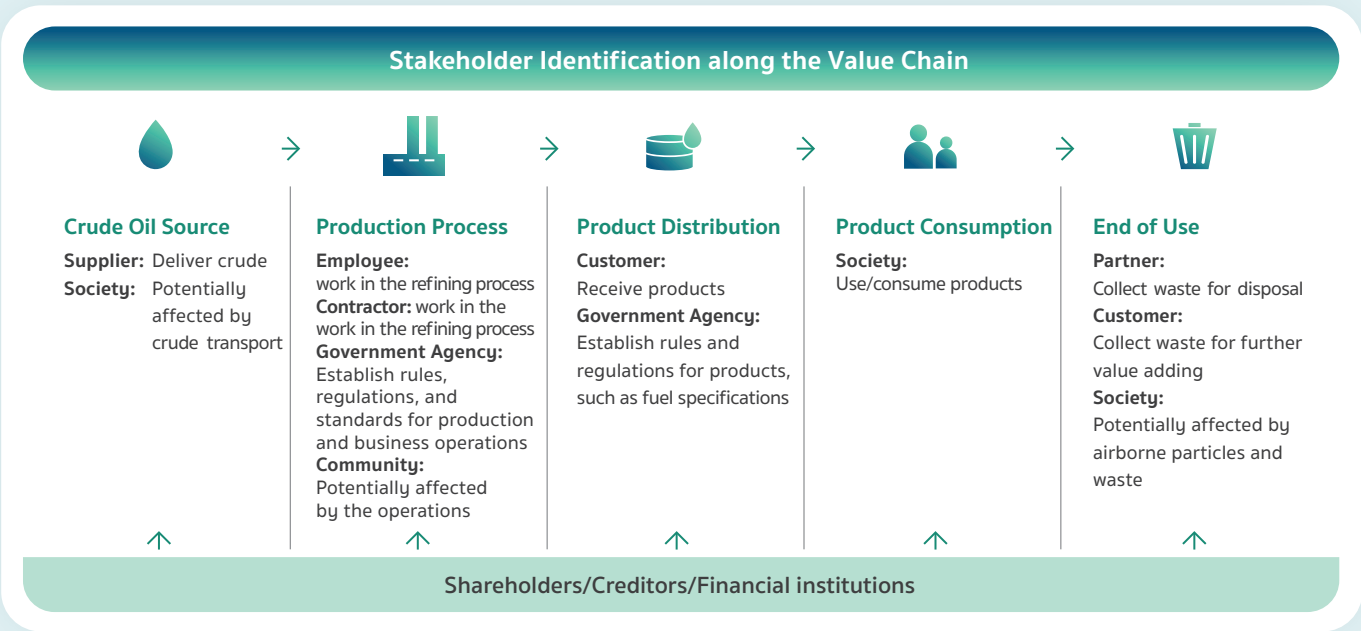 Stakeholder Identification along the Value Chain
Crude Oil Source
Supplier: Deliver crude
Society: Potentially
affected by
crude transport
Production Process
Employee:
work in the refining process
Contractor: work in the
work in the refining process
Government Agency:
Establish rules,
regulations, and
standards for production
and business operations
Community:
Potentially affected
by the operations
Product Distribution
Customer:
Receive products
Government Agency:
Establish rules and
regulations for products,
such as fuel specifications
Product Consumption
Society:
Use/consume products
End of Use
Partner:
Collect waste for disposal
Customer:
Collect waste for further
value adding
Society:
Potentially affected by
airborne particles and
waste
Shareholders/Creditors/Financial institutions